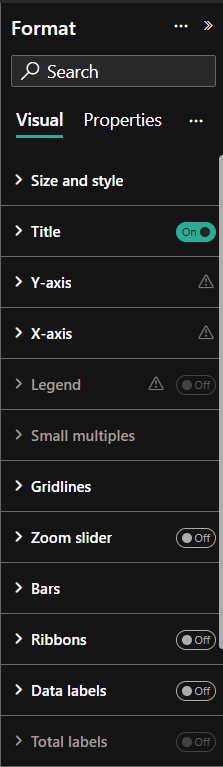 Format
Search
Visual Properties
Size and style
Title On
Y-axis
X-axis
Legend Off
Small multiples
Gridlines
Zoom slider Off
Bars
Ribbons Off
Data labels Off
Total labels Off